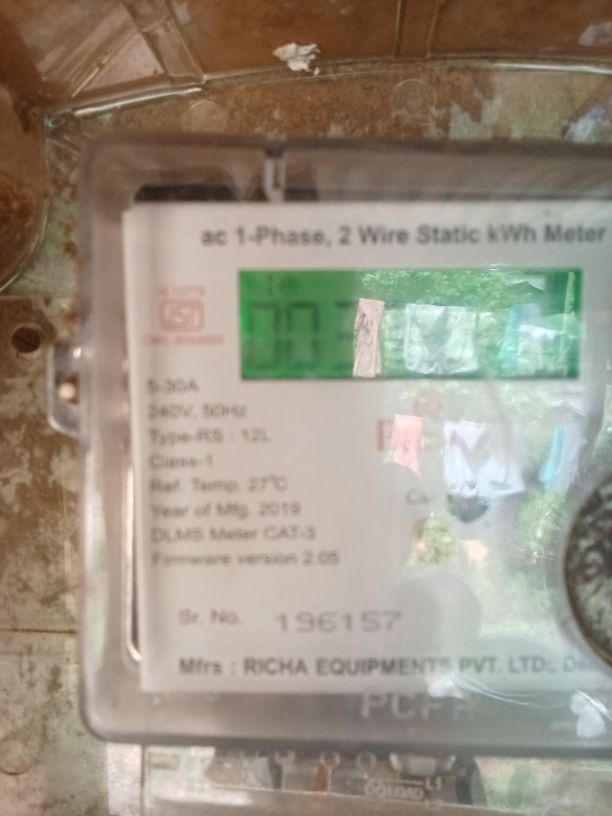 ac 1-Phase, 2 Wire Static kWh Meter
5-30A
240V, 50Hz
Type-RS : 12L
Class-1
Ref. Temp. 27°C
Year of Mfg. 2019
DLMS Meter CAT-3
Firmware version 2.05
Sr. No. 196157
Mfrs : RICHA EQUIPMENTS PVT. LTD.,
LOAD